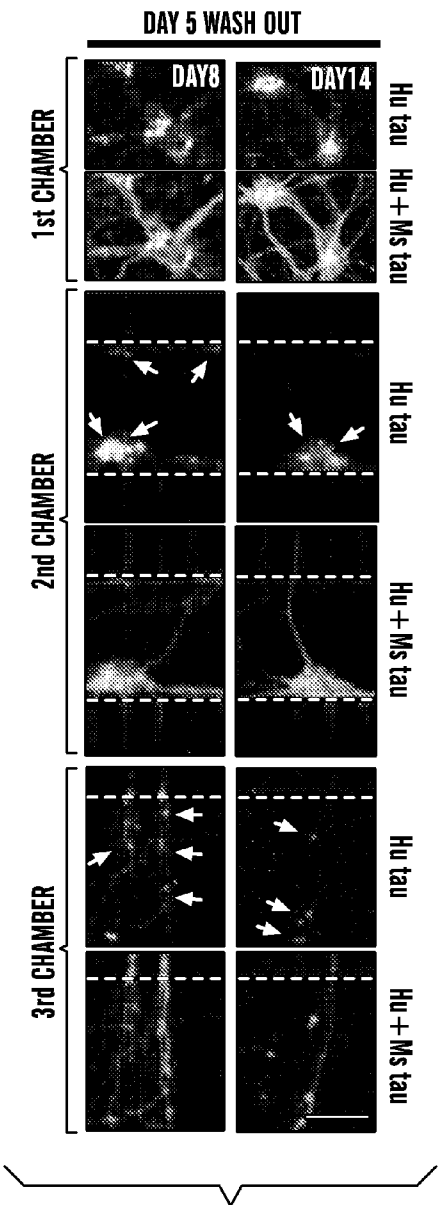 DAY 5 WASH OUT
DAY8
DAY14
1st CHAMBER
Hu tau
Hu + Ms tau
2nd CHAMBER
Hu tau
Hu + Ms tau
3rd CHAMBER
Hu tau
Hu + Ms tau